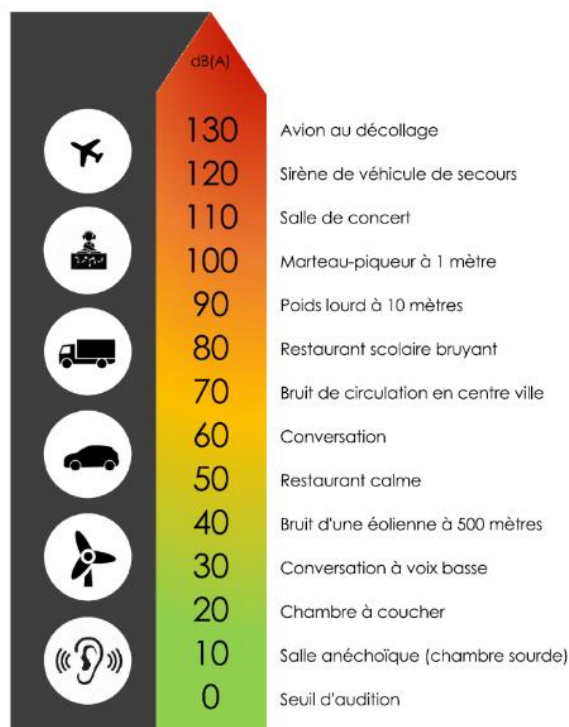 dB(A)
130 Avion au décollage
120 Sirène de véhicule de secours
110 Salle de concert
100 Marteau-piqueur à 1 mètre
90 Poids lourd à 10 mètres
80 Restaurant scolaire bruyant
70 Bruit de circulation en centre ville
60 Conversation
50 Restaurant calme
40 Bruit d'une éolienne à 500 mètres
30 Conversation à voix basse
20 Chambre à coucher
10 Salle anéchoïque (chambre sourde)
0 Seuil d'audition